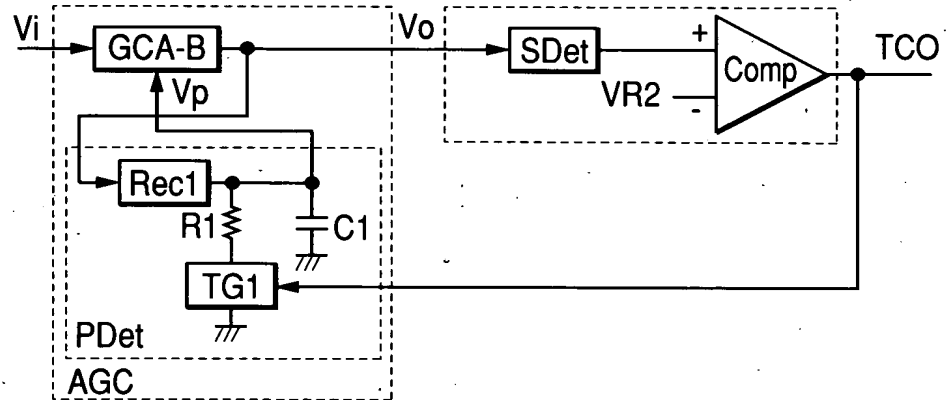 Vi
GCA-B
Vo
SDet
+
Comp
TCO
Vp
VR2
-
Rec1
R1
C1
TG1
PDet
AGC